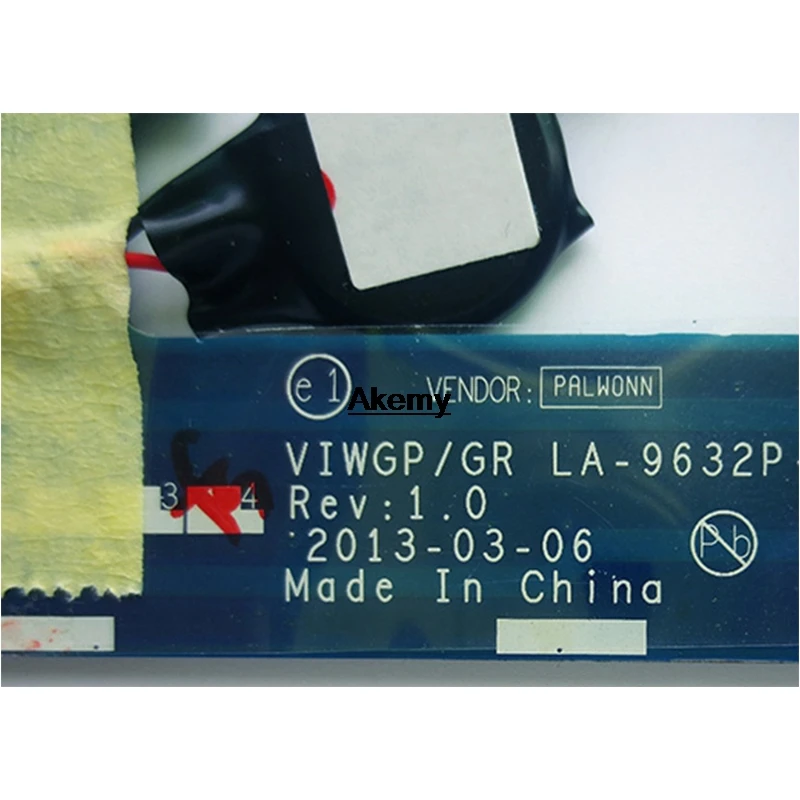 e1 Akemy VENDOR: PALWONN
VIWGP/GR LA-9632P
3 4 Rev:1.0
2013-03-06
Pb
Made In China